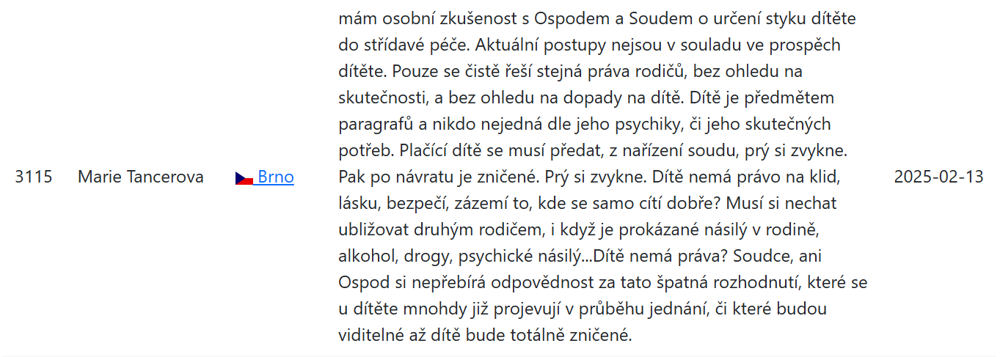 mám osobní zkušenost s Ospodem a Soudem o určení styku dítěte
do střídavé péče. Aktuální postupy nejsou v souladu ve prospěch
dítěte. Pouze se čistě řeší stejná práva rodičů, bez ohledu na
skutečnosti, a bez ohledu na dopady na dítě. Dítě je předmětem
paragrafů a nikdo nejedná dle jeho psychiky, či jeho skutečných
potřeb. Plačící dítě se musí předat, z nařízení soudu, prý si zvykne.
3115 Marie Tancerova Brno Pak po návratu je zničené. Prý si zvykne. Dítě nemá právo na klid, 2025-02-13
lásku, bezpečí, zázemí to, kde se samo cítí dobře? Musí si nechat
ubližovat druhým rodičem, i když je prokázané násilý v rodině,
alkohol, drogy, psychické násilý...Dítě nemá práva? Soudce, ani
Ospod si nepřebírá odpovědnost za tato špatná rozhodnutí, které se
u dítěte mnohdy již projevují v průběhu jednání, či které budou
viditelné až dítě bude totálně zničené.